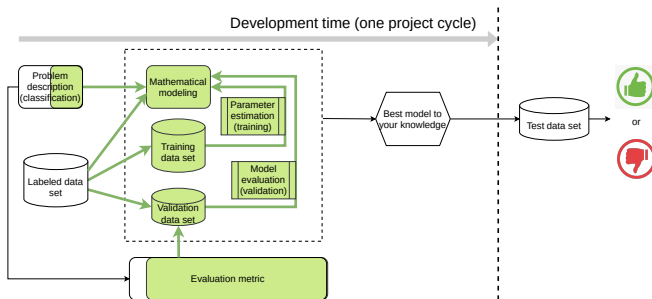 Development time (one project cycle)
Problem
description
(classification)
Mathematical
modeling
Parameter
estimation
(training)
Training
data set
Model
evaluation
(validation)
Labeled data
set
Validation
data set
Evaluation metric
Best model to
your knowledge
Test data set
or